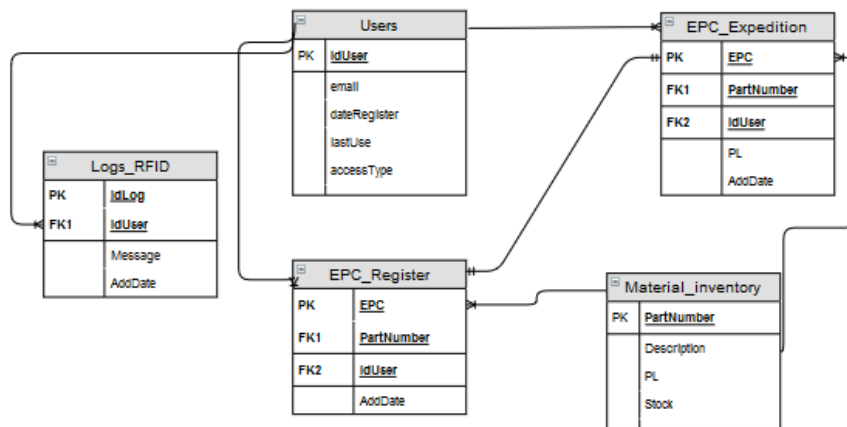 Users
PK IdUser
email
dateRegister
lastUse
accessType
EPC_Expedition
PK EPC
FK1 PartNumber
FK2 IdUser
PL
AddDate
Logs_RFID
PK IdLog
FK1 IdUser
Message
AddDate
EPC_Register
PK EPC
FK1 PartNumber
FK2 IdUser
AddDate
Material_inventory
PK PartNumber
Description
PL
Stock